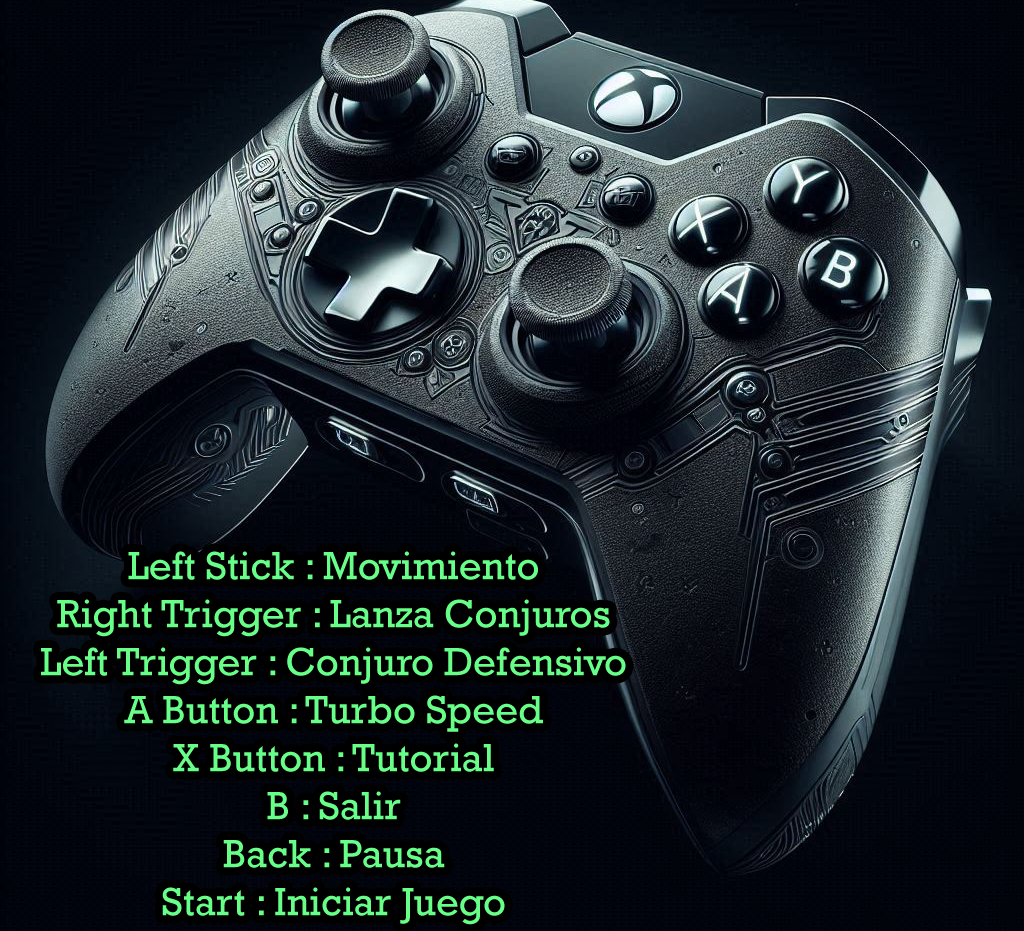 Y
X
B
A
Left Stick : Movimiento
Right Trigger : Lanza Conjuros
Left Trigger : Conjuro Defensivo
A Button : Turbo Speed
X Button : Tutorial
B : Salir
Back : Pausa
Start : Iniciar Juego